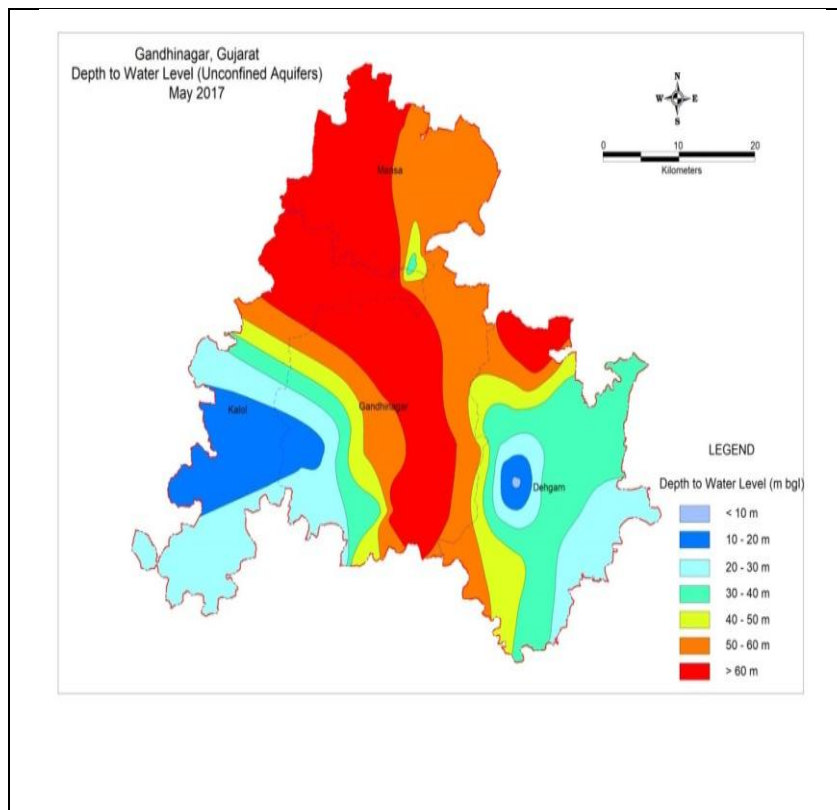 Gandhinagar, Gujarat
Depth to Water Level (Unconfined Aquifers)
May 2017
N
W E
S
0 10 20
Kilometers
Mansa
Kalol
Gandhinagar
Dehgam
LEGEND
Depth to Water Level (m bgl)
< 10 m
10 - 20 m
20 - 30 m
30 - 40 m
40 - 50 m
50 - 60 m
> 60 m